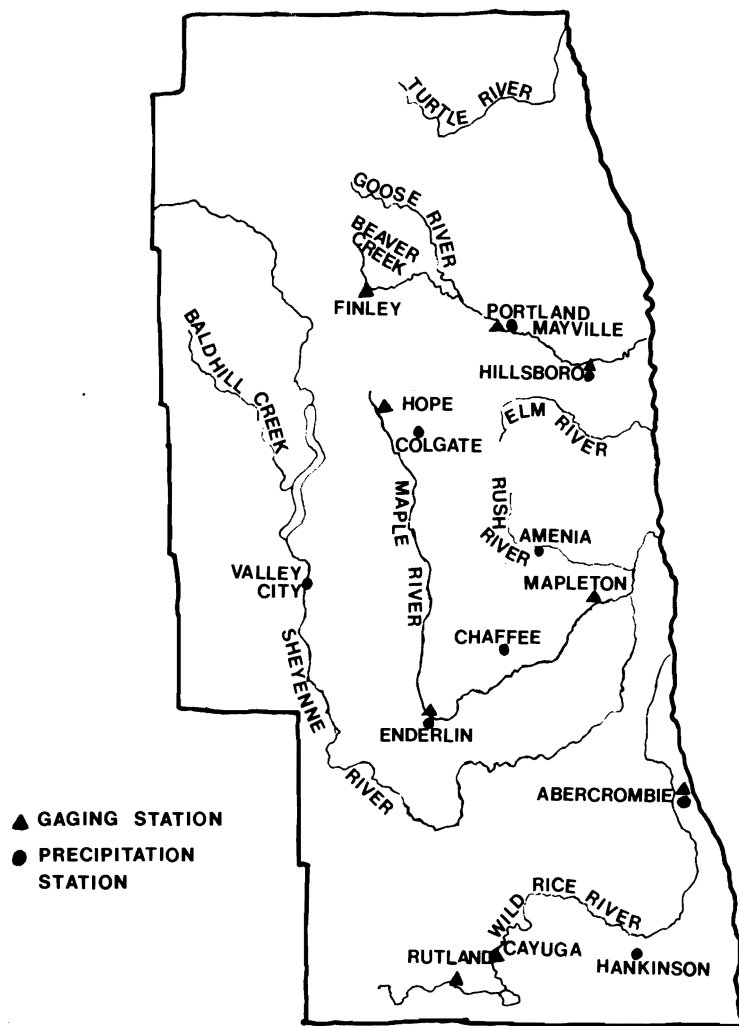 TURTLE RIVER
GOOSE RIVER
BEAVER
CREEK
FINLEY
PORTLAND
MAYVILLE
BALDHILL CREEK
HILLSBORO
HOPE
ELM RIVER
COLGATE
MAPLE RIVER
RUSH
RIVER
AMENIA
VALLEY
CITY
MAPLETON
CHAFFEE
SHEYENNE
RIVER
ENDERLIN
ABERCROMBIE
GAGING STATION
PRECIPITATION
STATION
WILD RICE RIVER
RUTLAND
CAYUGA
HANKINSON